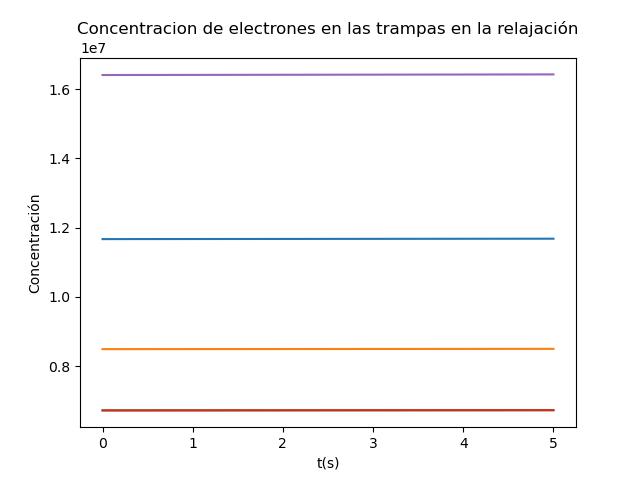 Concentracion de electrones en las trampas en la relajación
1e7
1.6
1.4
1.2
1.0
0.8
Concentración
0 1 2 3 4 5
t(s)